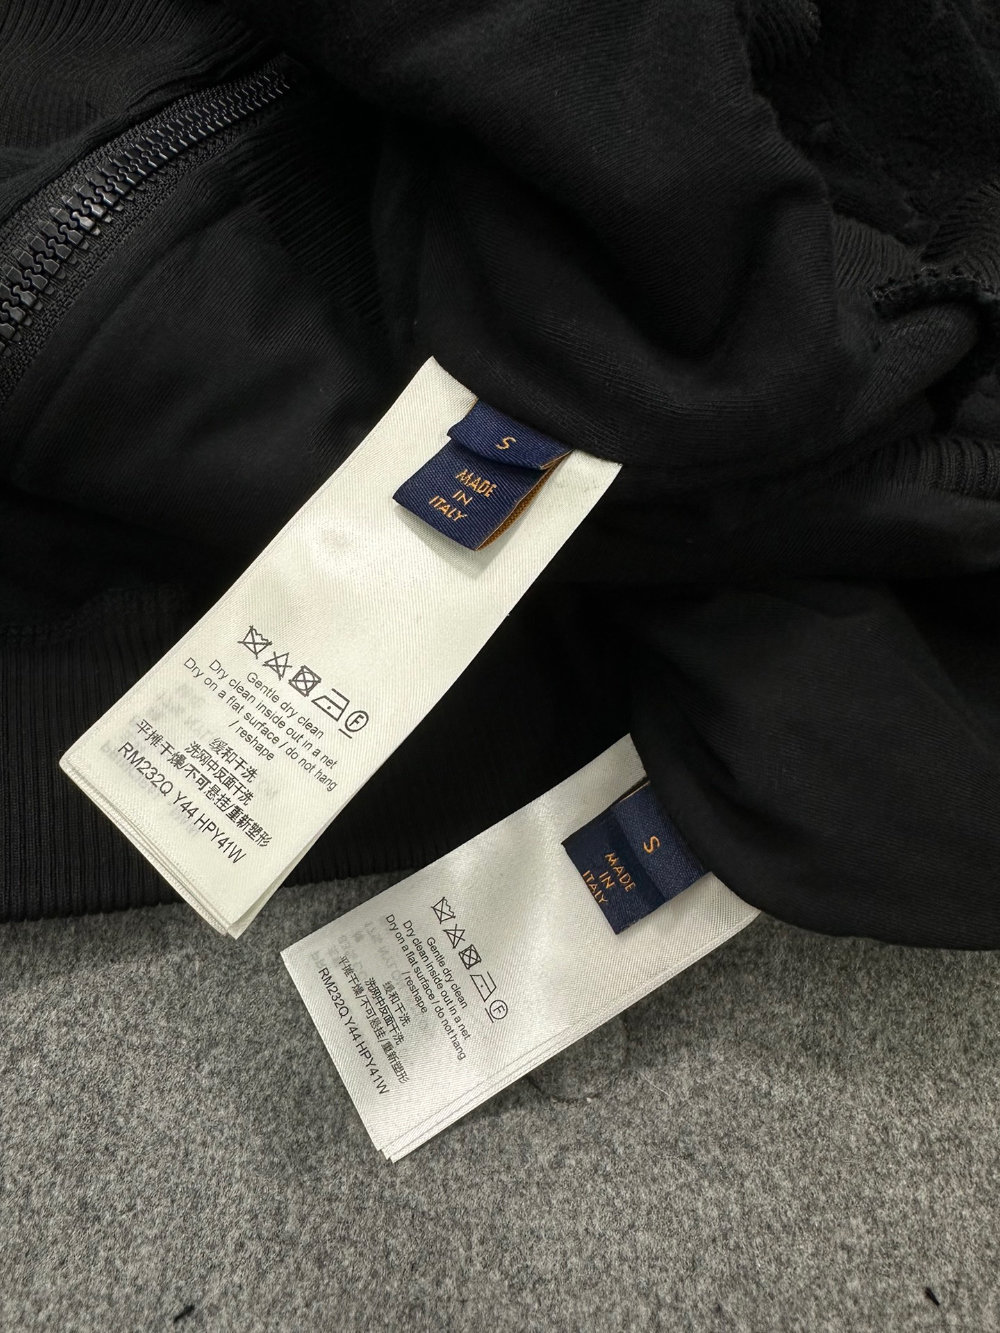 S
MADE
IN
ITALY
Gentle dry clean
Dry clean inside out in a net
Dry on a flat surface / do not hang
/ reshape
缓和干洗
洗网中反面干洗
平摊干燥/不可悬挂/重新塑形
RM232Q Y44 HPY41W
S
MADE
IN
ITALY
Gentle dry clean
Dry clean inside out in a net
Dry on a flat surface / do not hang
/ reshape
缓和干洗
洗网中反面干洗
平摊干燥/不可悬挂/重新塑形
RM232Q Y44 HPY41W